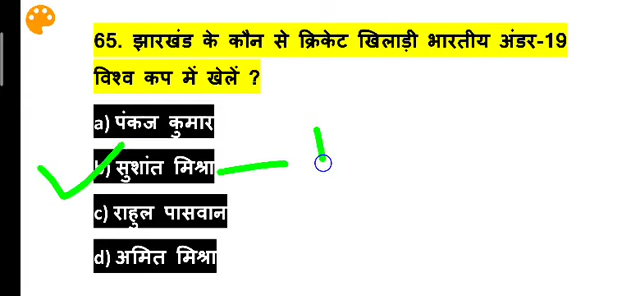 65. झारखंड के कौन से क्रिकेट खिलाड़ी भारतीय अंडर-19
विश्व कप में खेलें ?
a) पंकज कुमार
b) सुशांत मिश्रा
c) राहुल पासवान
d) अमित मिश्रा